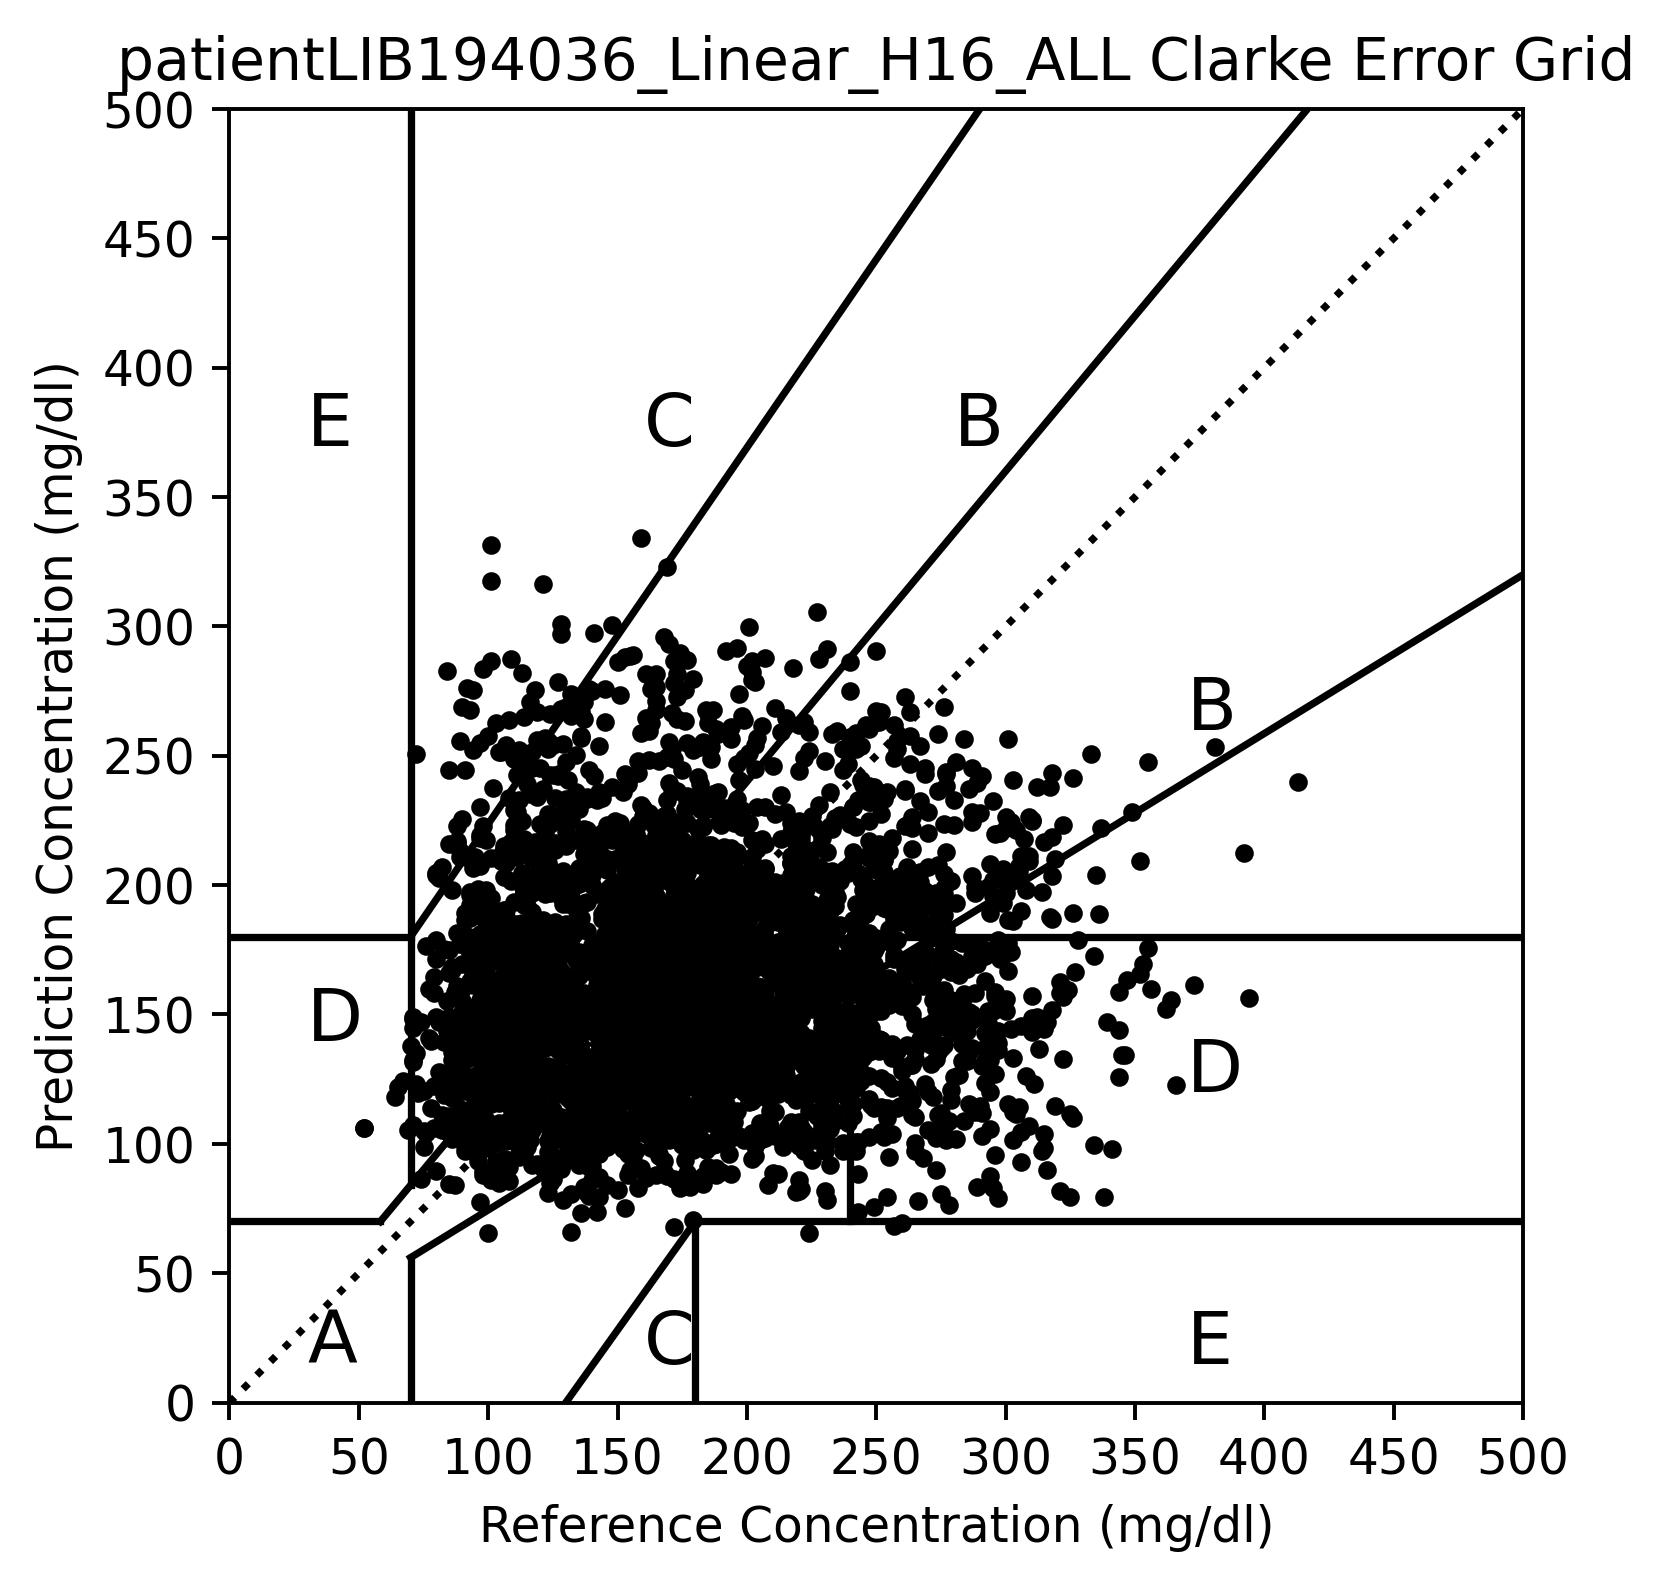 patientLIB194036_Linear_H16_ALL Clarke Error Grid
500
450
400
350
300
250
200
150
100
50
0
Prediction Concentration (mg/dl)
E
C
B
B
D
D
A
C
E
0 50 100 150 200 250 300 350 400 450 500
Reference Concentration (mg/dl)